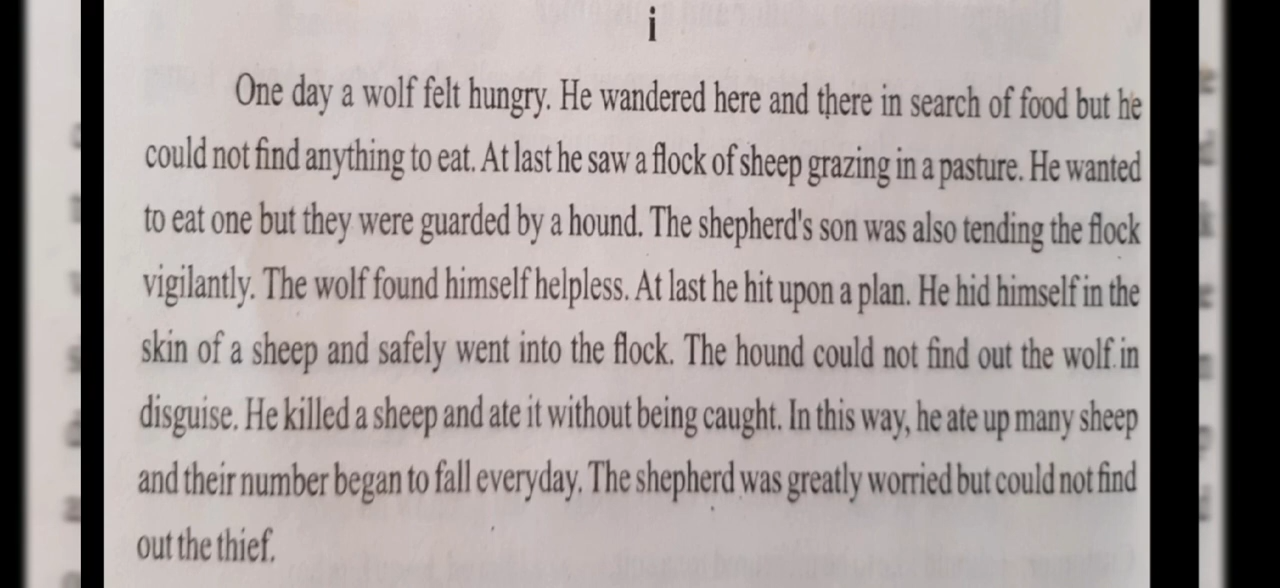 i
One day a wolf felt hungry. He wandered here and there in search of food but he
could not find anything to eat. At last he saw a flock of sheep grazing in a pasture. He wanted
to eat one but they were guarded by a hound. The shepherd's son was also tending the flock
vigilantly. The wolf found himself helpless. At last he hit upon a plan. He hid himself in the
skin of a sheep and safely went into the flock. The hound could not find out the wolf in
disguise. He killed a sheep and ate it without being caught. In this way, he ate up many sheep
and their number began to fall everyday. The shepherd was greatly worried but could not find
out the thief.